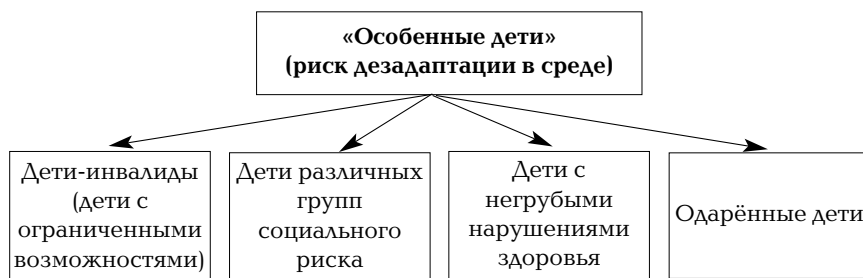 «Особенные дети»
(риск дезадаптации в среде)
Дети-инвалиды
(дети с
ограниченными
возможностями)
Дети различных
групп
социального
риска
Дети с
негрубыми
нарушениями
здоровья
Одарённые дети